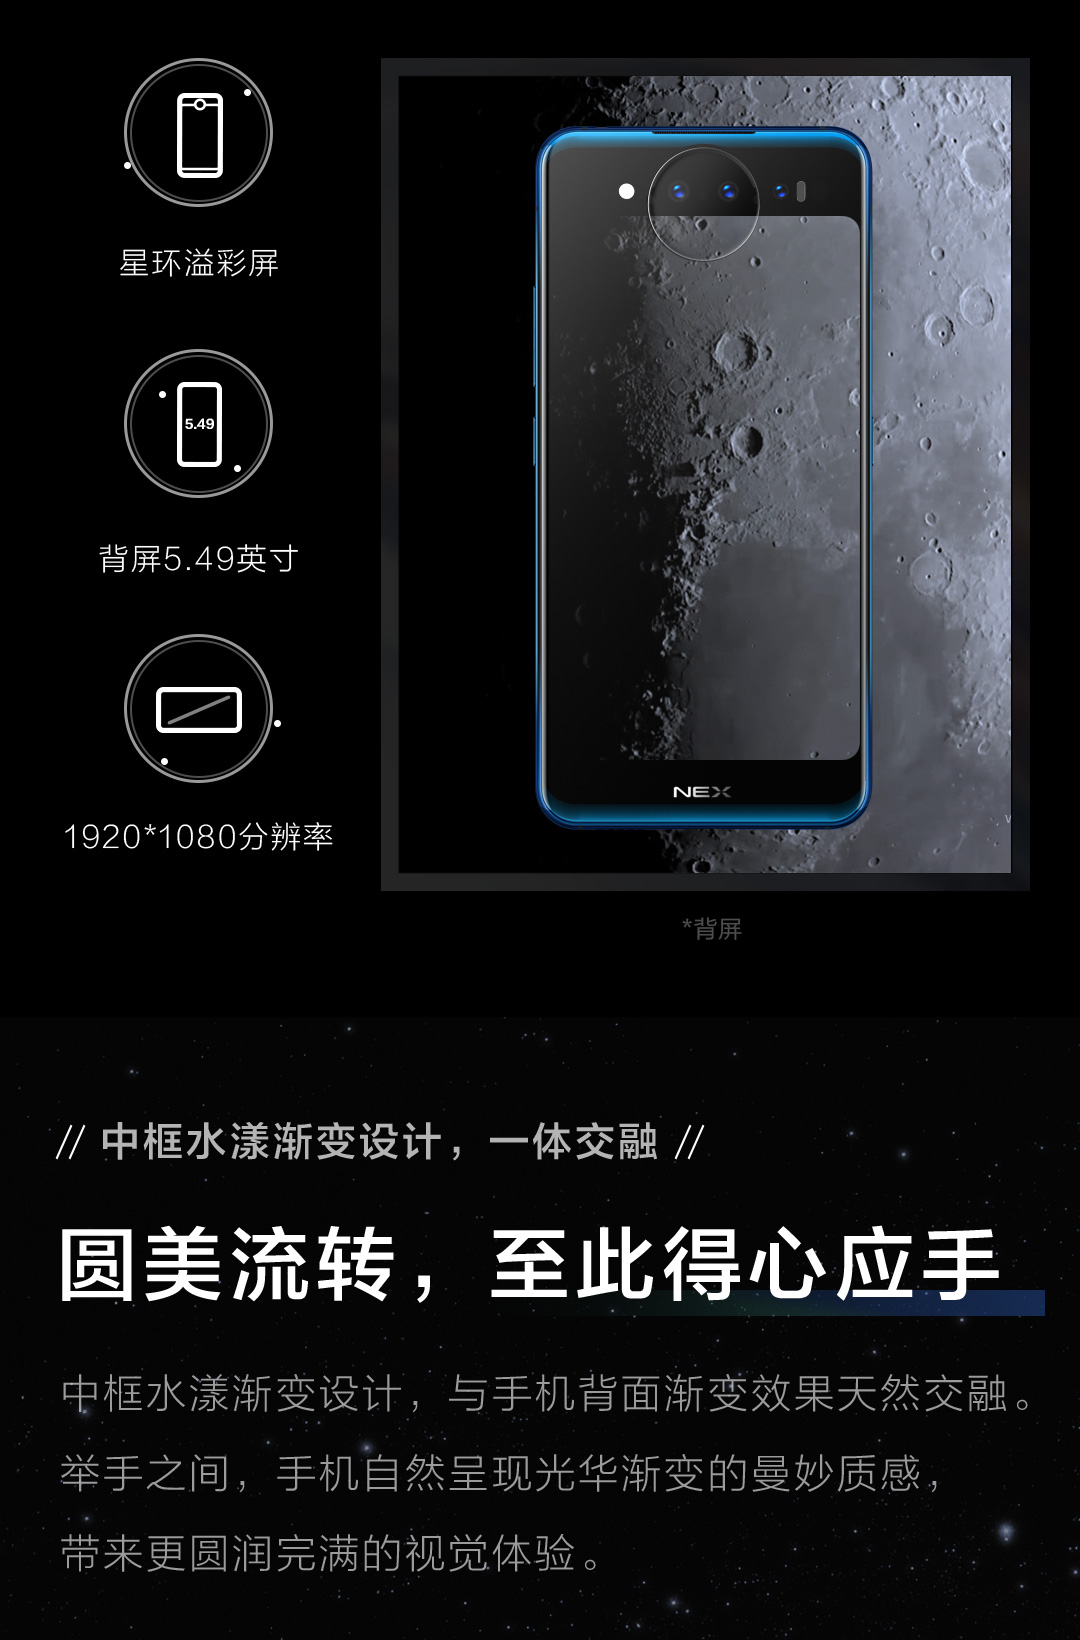 星环溢彩屏
5.49
背屏5.49英寸
1920*1080分辨率
NEX
*背屏
// 中框水漾渐变设计，一体交融 //
圆美流转，至此得心应手
中框水漾渐变设计，与手机背面渐变效果天然交融。
举手之间，手机自然呈现光华渐变的曼妙质感，
带来更圆润完满的视觉体验。